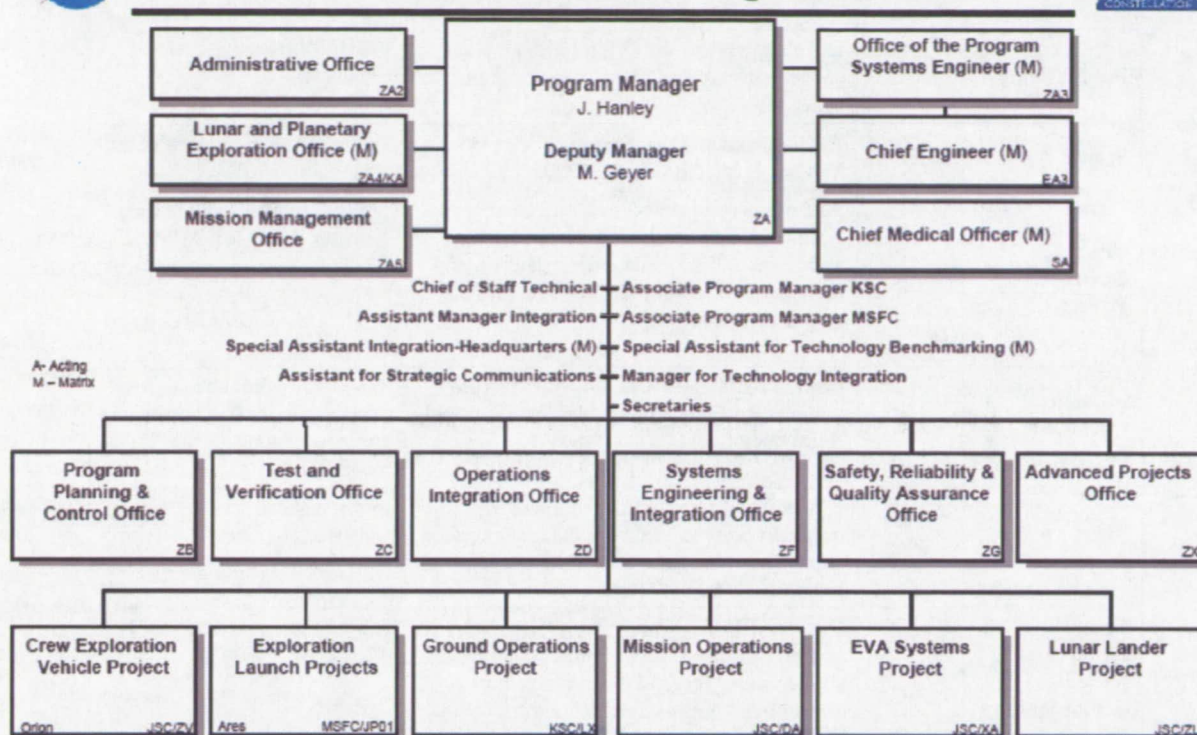 CONSTELLATION
Administrative Office
ZA2
Lunar and Planetary
Exploration Office (M)
ZA4/KA
Mission Management
Office
ZA5
Program Manager
J. Hanley
Deputy Manager
M. Geyer
ZA
Office of the Program
Systems Engineer (M)
ZA3
Chief Engineer (M)
EA3
Chief Medical Officer (M)
SA
Chief of Staff Technical
Associate Program Manager KSC
Assistant Manager Integration
Associate Program Manager MSFC
Special Assistant Integration-Headquarters (M)
Special Assistant for Technology Benchmarking (M)
Assistant for Strategic Communications
Manager for Technology Integration
Secretaries
A- Acting
M – Matrix
Program
Planning &
Control Office
ZB
Test and
Verification Office
ZC
Operations
Integration Office
ZD
Systems
Engineering &
Integration Office
ZF
Safety, Reliability &
Quality Assurance
Office
ZG
Advanced Projects
Office
ZX
Crew Exploration
Vehicle Project
Orion JSC/ZV
Exploration
Launch Projects
Ares MSFC/JP01
Ground Operations
Project
KSC/LX
Mission Operations
Project
JSC/DA
EVA Systems
Project
JSC/XA
Lunar Lander
Project
JSC/ZL